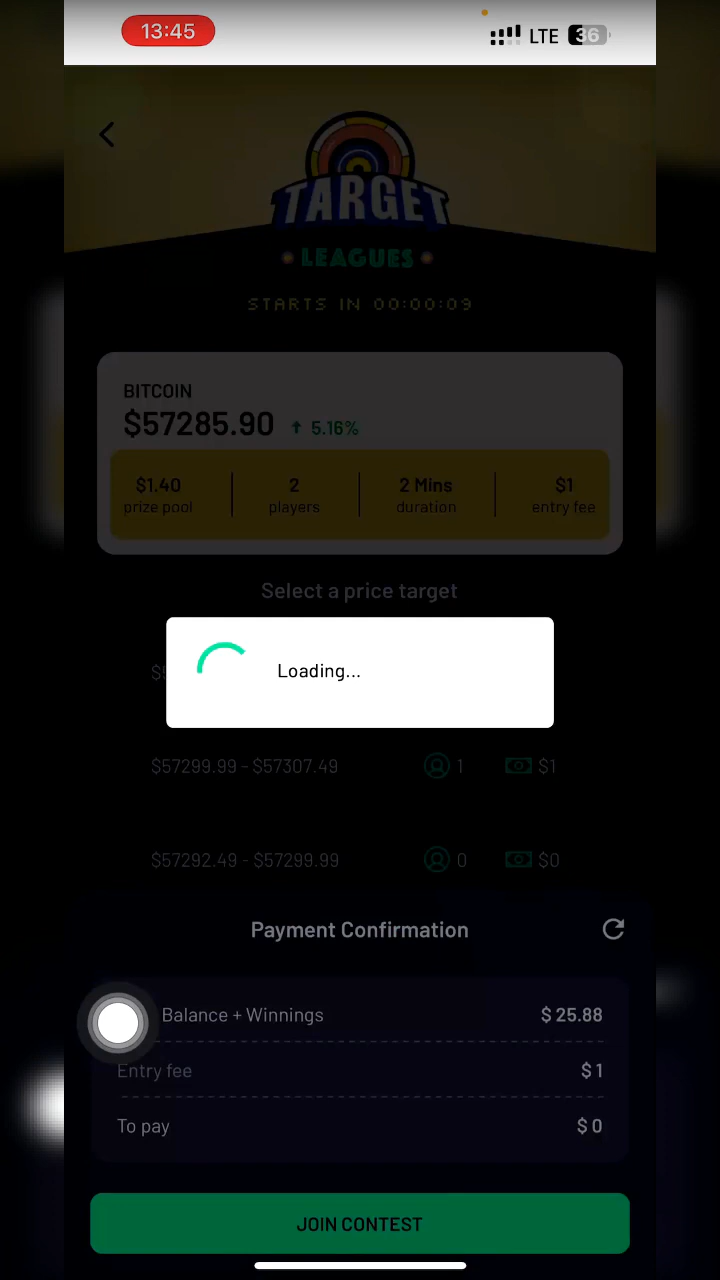 13:45
LTE 36
TARGET
LEAGUES
STARTS IN 00:00:09
BITCOIN
$57285.90 5.16%
$1.40 2 2 Mins $1
prize pool players duration entry fee
Select a price target
Loading...
$57299.99 - $57307.49 1 $1
$57292.49 - $57299.99 0 $0
Payment Confirmation
Balance + Winnings $ 25.88
Entry fee $ 1
To pay $ 0
JOIN CONTEST